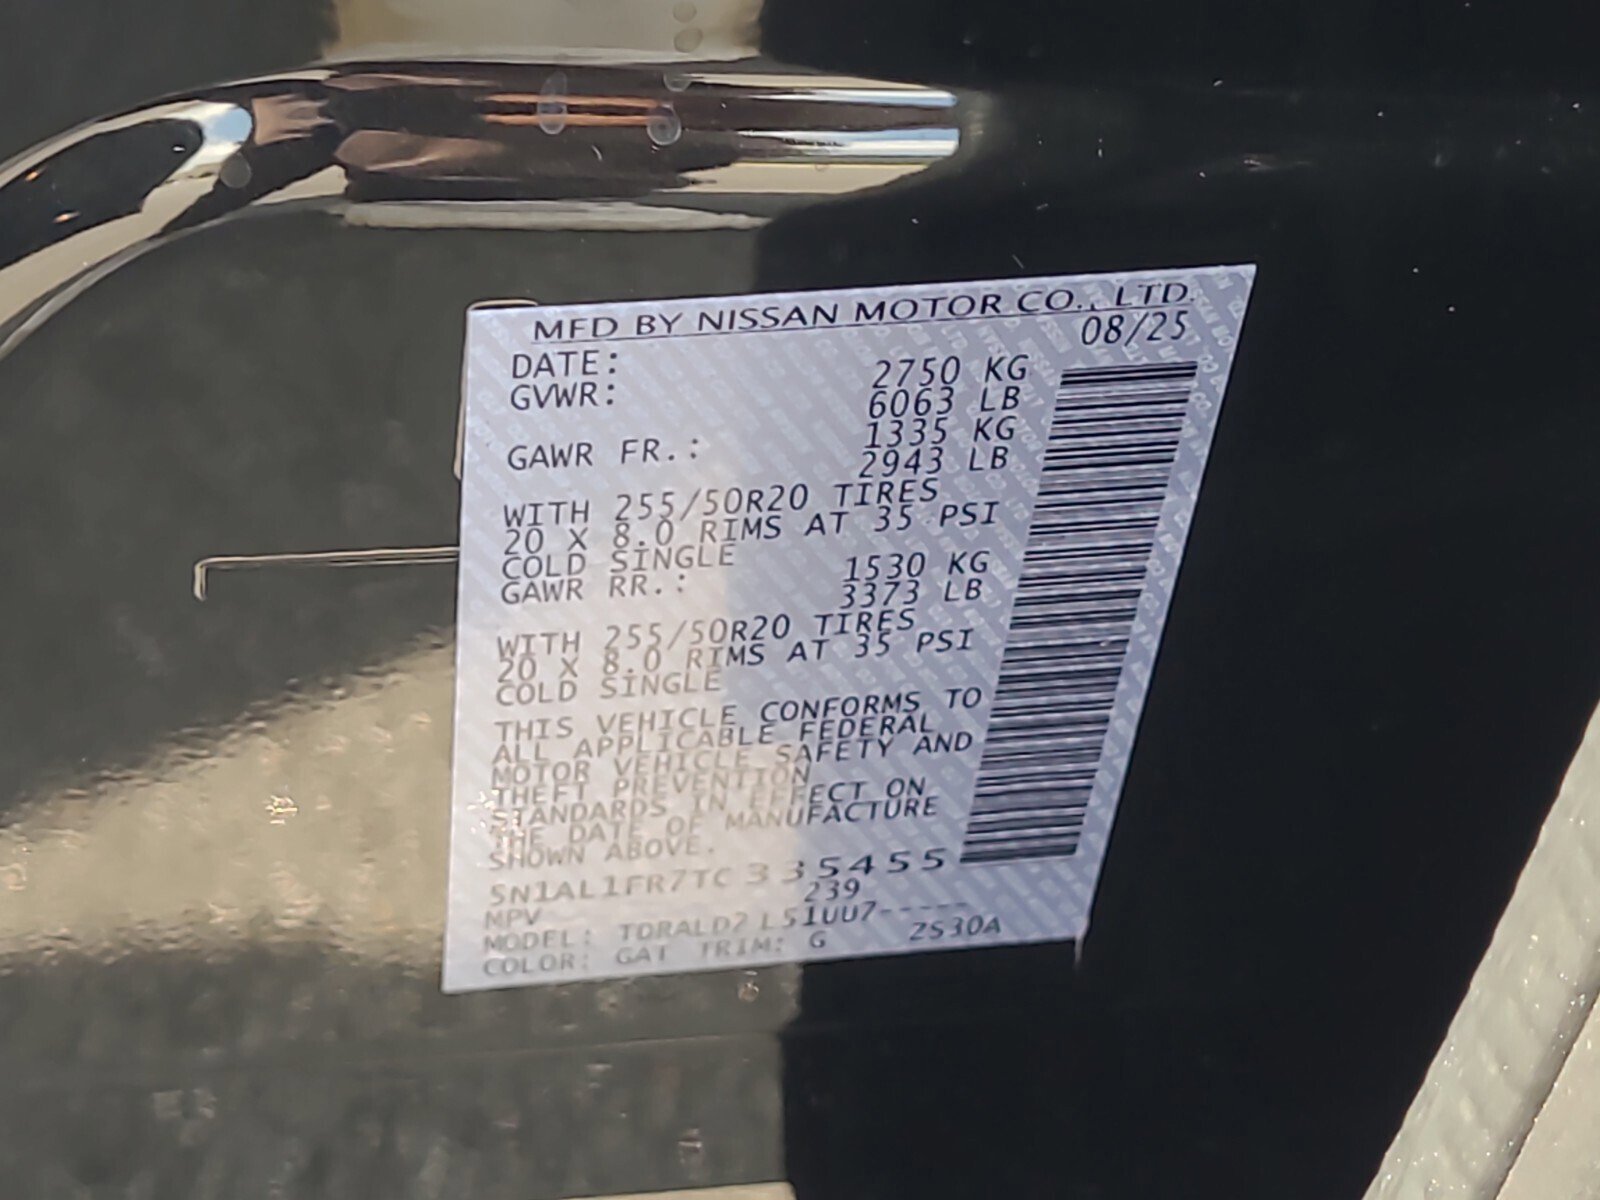 MFD BY NISSAN MOTOR CO., LTD.
DATE: 08/25
GVWR: 2750 KG
6063 LB
GAWR FR.: 1335 KG
2943 LB
WITH 255/50R20 TIRES
20 X 8.0 RIMS AT 35 PSI
COLD SINGLE
GAWR RR.: 1530 KG
3373 LB
WITH 255/50R20 TIRES
20 X 8.0 RIMS AT 35 PSI
COLD SINGLE
THIS VEHICLE CONFORMS TO
ALL APPLICABLE FEDERAL
MOTOR VEHICLE SAFETY AND
THEFT PREVENTION
STANDARDS IN EFFECT ON
THE DATE OF MANUFACTURE
SHOWN ABOVE.
5N1AL1FR7TC335455
239
MPV
MODEL: TDRALD7L51UU7-----
COLOR: GAT TRIM: G 2S30A